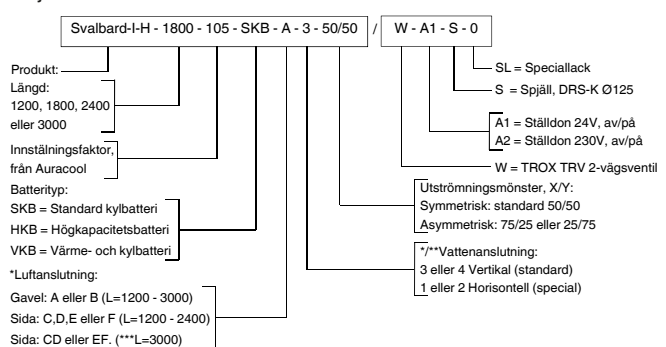 Svalbard-I-H - 1800 - 105 - SKB - A - 3 - 50/50 / W - A1 - S - 0
Produkt:
Längd:
1200, 1800, 2400
eller 3000
Innstälningsfaktor,
från Auracool
Batterityp:
SKB = Standard kylbatteri
HKB = Högkapacitetsbatteri
VKB = Värme- och kylbatteri
*Luftanslutning:
Gavel: A eller B (L=1200 - 3000)
Sida: C,D,E eller F (L=1200 - 2400)
Sida: CD eller EF. (***L=3000)
SL = Speciallack
S = Spjäll, DRS-K Ø125
A1 = Ställdon 24V, av/på
A2 = Ställdon 230V, av/på
W = TROX TRV 2-vägsventil
Utströmningsmönster, X/Y:
Symmetrisk: standard 50/50
Asymmetrisk: 75/25 eller 25/75
*/**Vattenanslutning:
3 eller 4 Vertikal (standard)
1 eller 2 Horisontell (special)